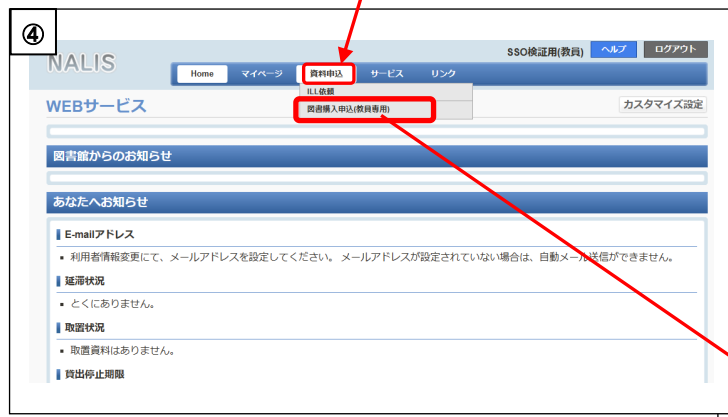 ④
NALIS
SSO検証用(教員) ヘルプ ログアウト
Home マイページ 資料申込 サービス リンク
ILL依頼
図書購入申込(教員専用)
WEBサービス
カスタマイズ設定
図書館からのお知らせ
あなたへお知らせ
E-mailアドレス
利用者情報変更にて、メールアドレスを設定してください。 メールアドレスが設定されていない場合は、自動メール送信ができません。
延滞状況
とくにありません。
取置状況
取置資料はありません。
貸出停止期限